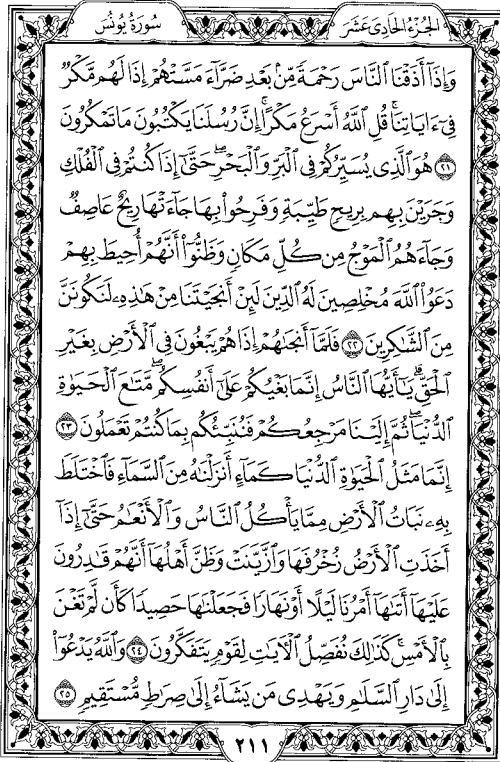 الجزء الحادى عشر
سورة يونس
وَإِذَآ أَذَقْنَا ٱلنَّاسَ رَحْمَةً مِّنۢ بَعْدِ ضَرَّآءَ مَسَّتْهُمْ إِذَا لَهُم مَّكْرٌ
فِىٓ ءَايَاتِنَا ۚ قُلِ ٱللَّهُ أَسْرَعُ مَكْرًا ۚ إِنَّ رُسُلَنَا يَكْتُبُونَ مَا تَمْكُرُونَ
٢١ هُوَ ٱلَّذِى يُسَيِّرُكُمْ فِى ٱلْبَرِّ وَٱلْبَحْرِ ۖ حَتَّىٰٓ إِذَا كُنتُمْ فِى ٱلْفُلْكِ
وَجَرَيْنَ بِهِم بِرِيحٍ طَيِّبَةٍ وَفَرِحُوا۟ بِهَا جَآءَتْهَا رِيحٌ عَاصِفٌ
وَجَآءَهُمُ ٱلْمَوْجُ مِن كُلِّ مَكَانٍ وَظَنُّوٓا۟ أَنَّهُمْ أُحِيطَ بِهِمْ
دَعَوُا۟ ٱللَّهَ مُخْلِصِينَ لَهُ ٱلدِّينَ لَئِنْ أَنجَيْتَنَا مِنْ هَٰذِهِۦ لَنَكُونَنَّ
مِنَ ٱلشَّٰكِرِينَ ٢٢ فَلَمَّآ أَنجَىٰهُمْ إِذَا هُمْ يَبْغُونَ فِى ٱلْأَرْضِ بِغَيْرِ
ٱلْحَقِّ ۗ يَٰٓأَيُّهَا ٱلنَّاسُ إِنَّمَا بَغْيُكُمْ عَلَىٰٓ أَنفُسِكُم ۖ مَّتَٰعَ ٱلْحَيَوٰةِ
ٱلدُّنْيَا ۖ ثُمَّ إِلَيْنَا مَرْجِعُكُمْ فَنُنَبِّئُكُم بِمَا كُنتُمْ تَعْمَلُونَ ٢٣
إِنَّمَا مَثَلُ ٱلْحَيَوٰةِ ٱلدُّنْيَا كَمَآءٍ أَنزَلْنَٰهُ مِنَ ٱلسَّمَآءِ فَٱخْتَلَطَ
بِهِۦ نَبَاتُ ٱلْأَرْضِ مِمَّا يَأْكُلُ ٱلنَّاسُ وَٱلْأَنْعَٰمُ حَتَّىٰٓ إِذَآ
أَخَذَتِ ٱلْأَرْضُ زُخْرُفَهَا وَٱزَّيَّنَتْ وَظَنَّ أَهْلُهَآ أَنَّهُمْ قَٰدِرُونَ
عَلَيْهَآ أَتَىٰهَآ أَمْرُنَا لَيْلًا أَوْ نَهَارًا فَجَعَلْنَٰهَا حَصِيدًا كَأَن لَّمْ تَغْنَ
بِٱلْأَمْسِ ۚ كَذَٰلِكَ نُفَصِّلُ ٱلْءَايَٰتِ لِقَوْمٍ يَتَفَكَّرُونَ ٢٤ وَٱللَّهُ يَدْعُوٓا۟
إِلَىٰ دَارِ ٱلسَّلَٰمِ وَيَهْدِى مَن يَشَآءُ إِلَىٰ صِرَٰطٍ مُّسْتَقِيمٍ ٢٥
٢١١